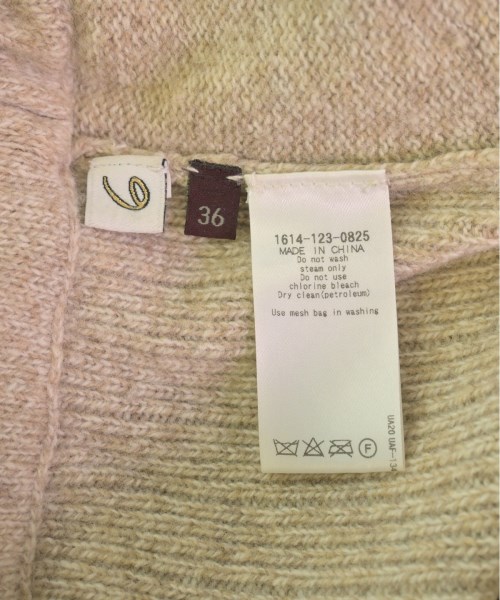 6
36
1614-123-0825
MADE IN CHINA
Do not wash
steam only
Do not use
chlorine bleach
Dry clean(petroleum)
Use mesh bag in washing
F